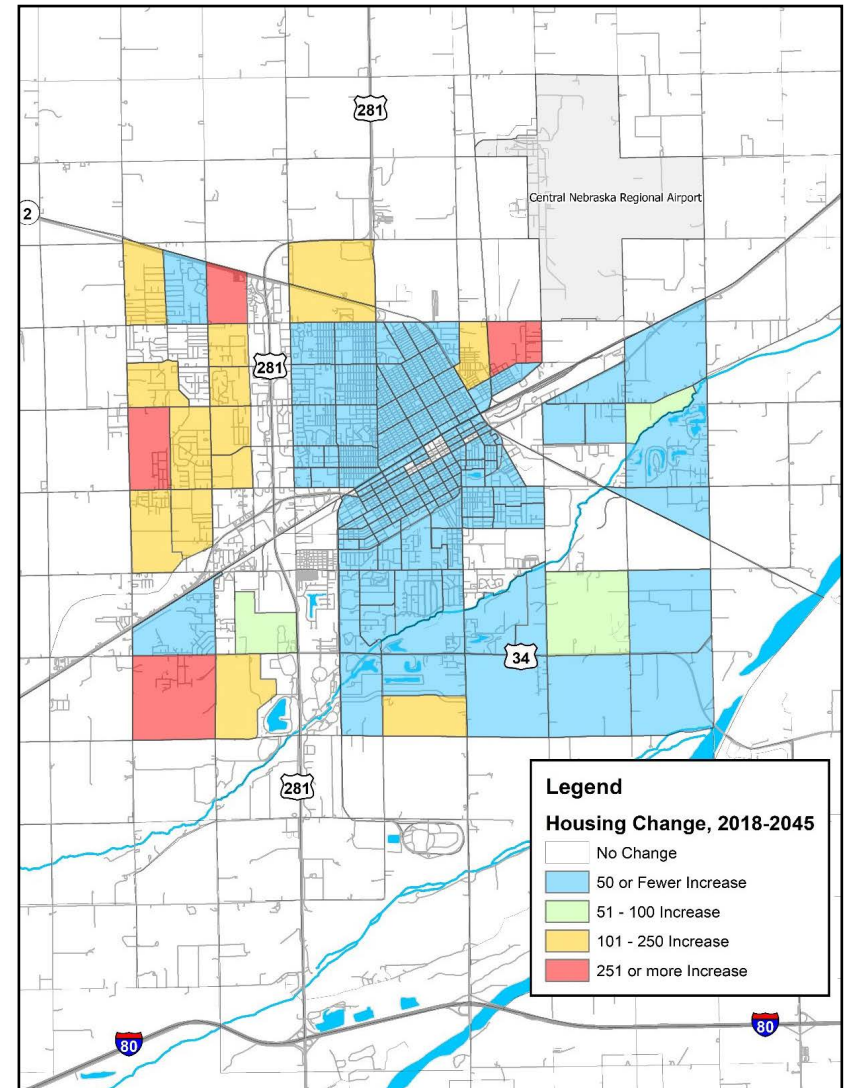 281
Central Nebraska Regional Airport
2
281
34
281
Legend
Housing Change, 2018-2045
No Change
50 or Fewer Increase
51 - 100 Increase
101 - 250 Increase
251 or more Increase
80
80